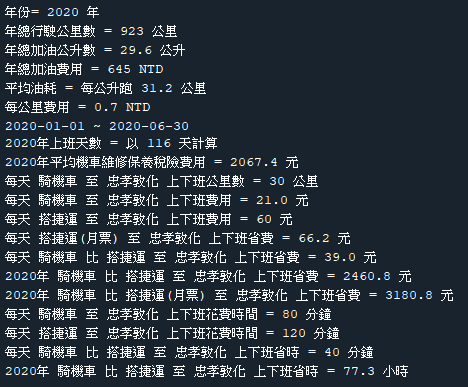 年份= 2020 年
年總行駛公里數 = 923 公里
年總加油公升數 = 29.6 公升
年總加油費用 = 645 NTD
平均油耗 = 每公升跑 31.2 公里
每公里費用 = 0.7 NTD
2020-01-01 ~ 2020-06-30
2020年上班天數 = 以 116 天計算
2020年平均機車維修保養稅險費用 = 2067.4 元
每天 騎機車 至 忠孝敦化 上下班公里數 = 30 公里
每天 騎機車 至 忠孝敦化 上下班費用 = 21.0 元
每天 搭捷運 至 忠孝敦化 上下班費用 = 60 元
每天 搭捷運(月票) 至 忠孝敦化 上下班省費 = 66.2 元
每天 騎機車 比 搭捷運 至 忠孝敦化 上下班省費 = 39.0 元
2020年 騎機車 比 搭捷運 至 忠孝敦化 上下班省費 = 2460.8 元
2020年 騎機車 比 搭捷運(月票) 至 忠孝敦化 上下班省費 = 3180.8 元
每天 騎機車 至 忠孝敦化 上下班花費時間 = 80 分鐘
每天 搭捷運 至 忠孝敦化 上下班花費時間 = 120 分鐘
每天 騎機車 比 搭捷運 至 忠孝敦化 上下班省時 = 40 分鐘
2020年 騎機車 比 搭捷運 至 忠孝敦化 上下班省時 = 77.3 小時